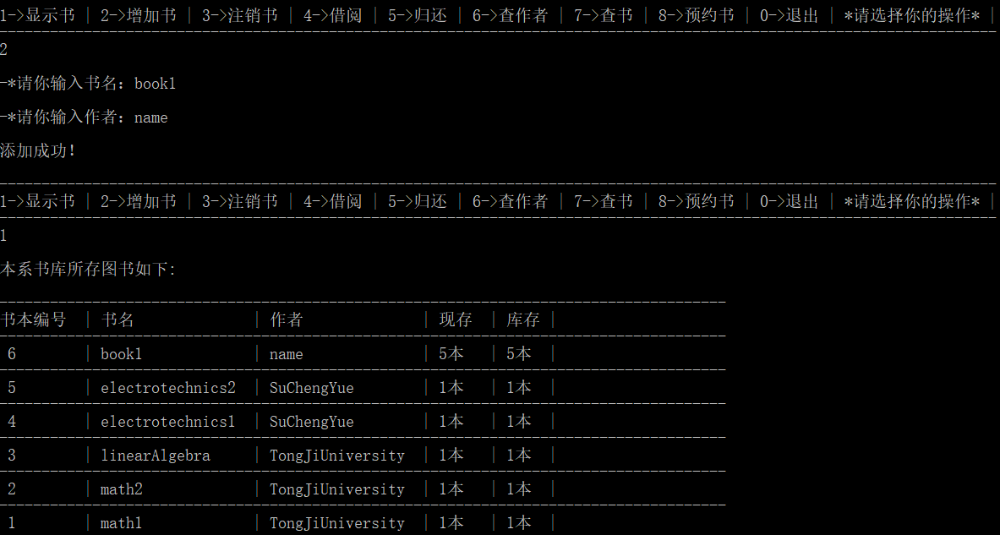 1->显示书 | 2->增加书 | 3->注销书 | 4->借阅 | 5->归还 | 6->查作者 | 7->查书 | 8->预约书 | 0->退出 | *请选择你的操作* |
2
-*请你输入书名：book1
-*请你输入作者：name
添加成功！
1->显示书 | 2->增加书 | 3->注销书 | 4->借阅 | 5->归还 | 6->查作者 | 7->查书 | 8->预约书 | 0->退出 | *请选择你的操作* |
1
本系书库所存图书如下:
书本编号 | 书名 | 作者 | 现存 | 库存 |
6 | book1 | name | 5本 | 5本 |
5 | electrotechnics2 | SuChengYue | 1本 | 1本 |
4 | electrotechnics1 | SuChengYue | 1本 | 1本 |
3 | linearAlgebra | TongJiUniversity | 1本 | 1本 |
2 | math2 | TongJiUniversity | 1本 | 1本 |
1 | math1 | TongJiUniversity | 1本 | 1本 |